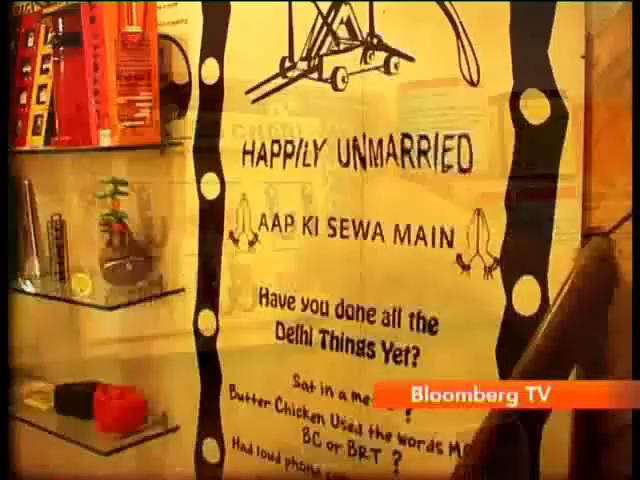 HAPPILY UNMARRIED
AAP KI SEWA MAIN
Have you done all the
Delhi Things Yet?
Sat in a me ?
Butter Chicken Used the words M
BC or BRT ?
Had loud phone
Bloomberg TV